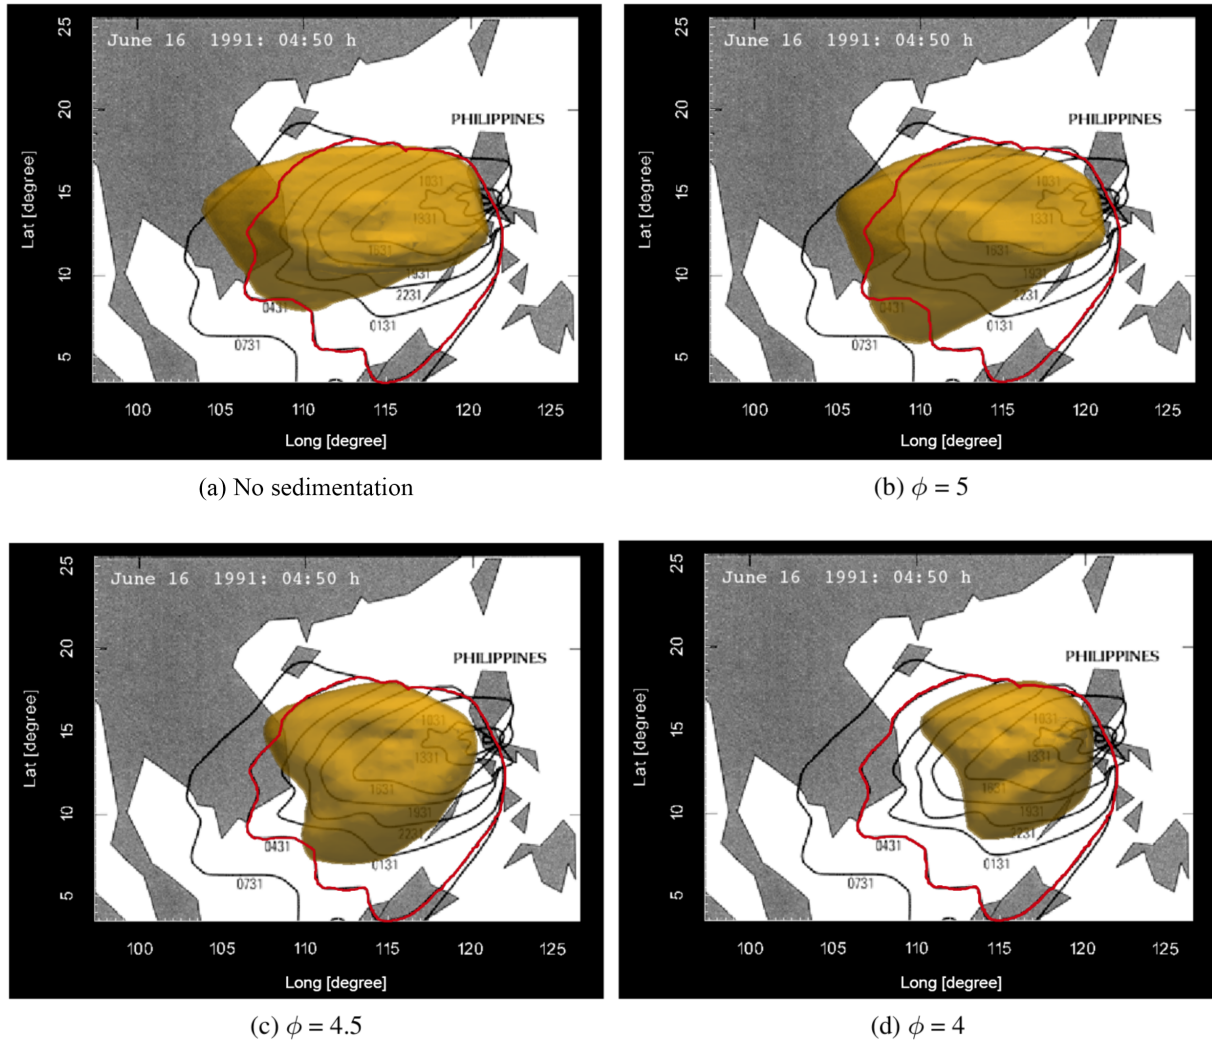 25
20
15
10
5
Lat [degree]
June 16 1991: 04:50 h
PHILIPPINES
1031
1331
1631
1931
2231
0131
0431
0731
100 105 110 115 120 125
Long [degree]
(a) No sedimentation
25
20
15
10
5
Lat [degree]
June 16 1991: 04:50 h
PHILIPPINES
1031
1331
1631
1931
2231
0131
0431
0731
100 105 110 115 120 125
Long [degree]
(b) ϕ = 5
25
20
15
10
5
Lat [degree]
June 16 1991: 04:50 h
PHILIPPINES
1031
1331
1631
1931
2231
0131
0431
0731
100 105 110 115 120 125
Long [degree]
(c) ϕ = 4.5
25
20
15
10
5
Lat [degree]
June 16 1991: 04:50 h
PHILIPPINES
1031
1331
1631
1931
2231
0131
0431
0731
100 105 110 115 120 125
Long [degree]
(d) ϕ = 4